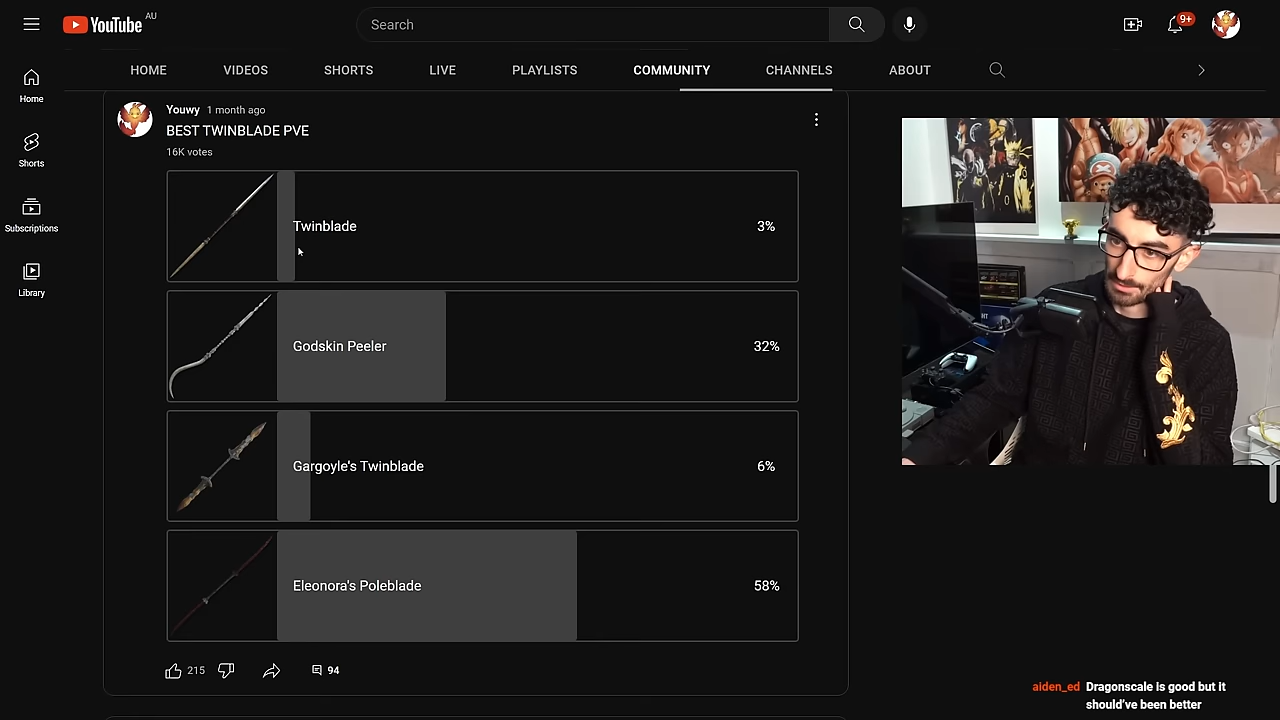 YouTube AU
Search
9+
HOME VIDEOS SHORTS LIVE PLAYLISTS COMMUNITY CHANNELS ABOUT
Home
Shorts
Subscriptions
Library
Youwy 1 month ago
BEST TWINBLADE PVE
16K votes
Twinblade 3%
Godskin Peeler 32%
Gargoyle's Twinblade 6%
Eleonora's Poleblade 58%
215 94
aiden_ed Dragonscale is good but it
should've been better